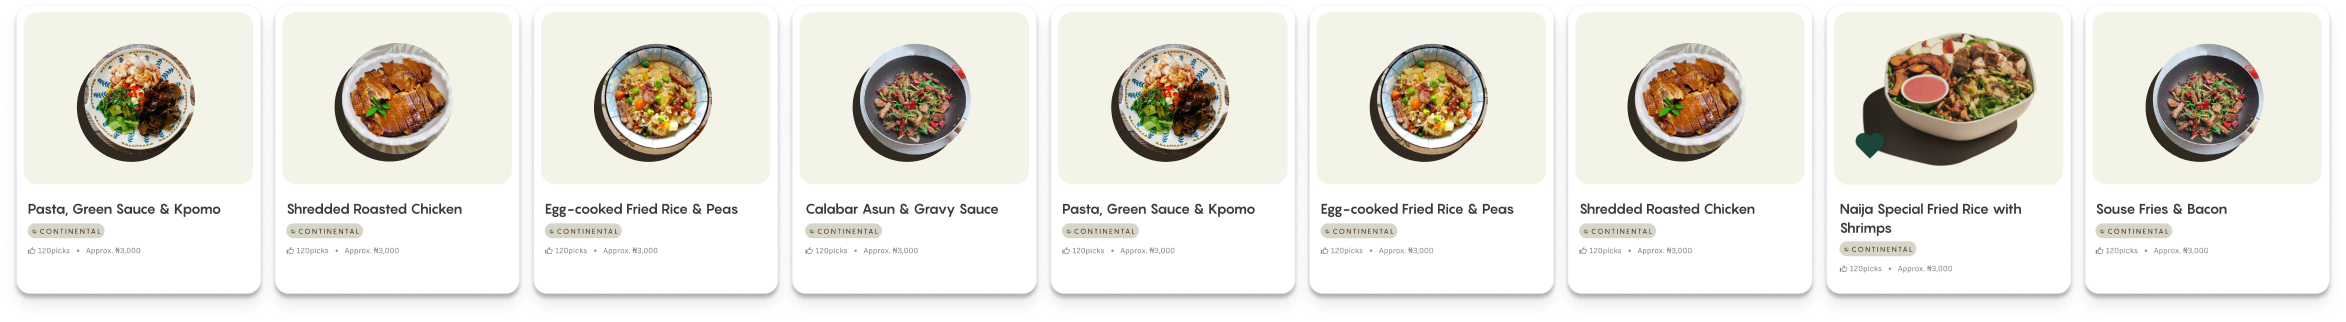 Pasta, Green Sauce & Kpomo
CONTINENTAL
120picks • Approx. ₦3,000
Shredded Roasted Chicken
CONTINENTAL
120picks • Approx. ₦3,000
Egg-cooked Fried Rice & Peas
CONTINENTAL
120picks • Approx. ₦3,000
Calabar Asun & Gravy Sauce
CONTINENTAL
120picks • Approx. ₦3,000
Pasta, Green Sauce & Kpomo
CONTINENTAL
120picks • Approx. ₦3,000
Egg-cooked Fried Rice & Peas
CONTINENTAL
120picks • Approx. ₦3,000
Shredded Roasted Chicken
CONTINENTAL
120picks • Approx. ₦3,000
Naija Special Fried Rice with
Shrimps
CONTINENTAL
120picks • Approx. ₦3,000
Souse Fries & Bacon
CONTINENTAL
120picks • Approx. ₦3,000